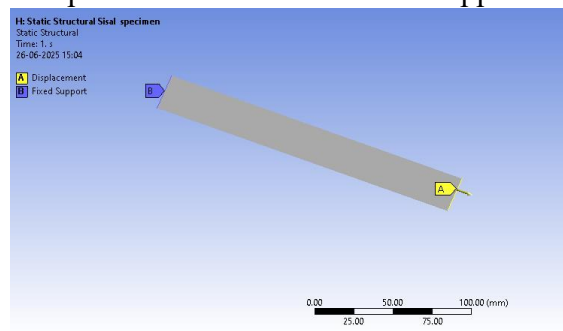 H: Static Structural Sisal specimen
Static Structural
Time: 1. s
26-06-2025 15:04
A Displacement
B Fixed Support
B
A
0.00 50.00 100.00 (mm)
25.00 75.00